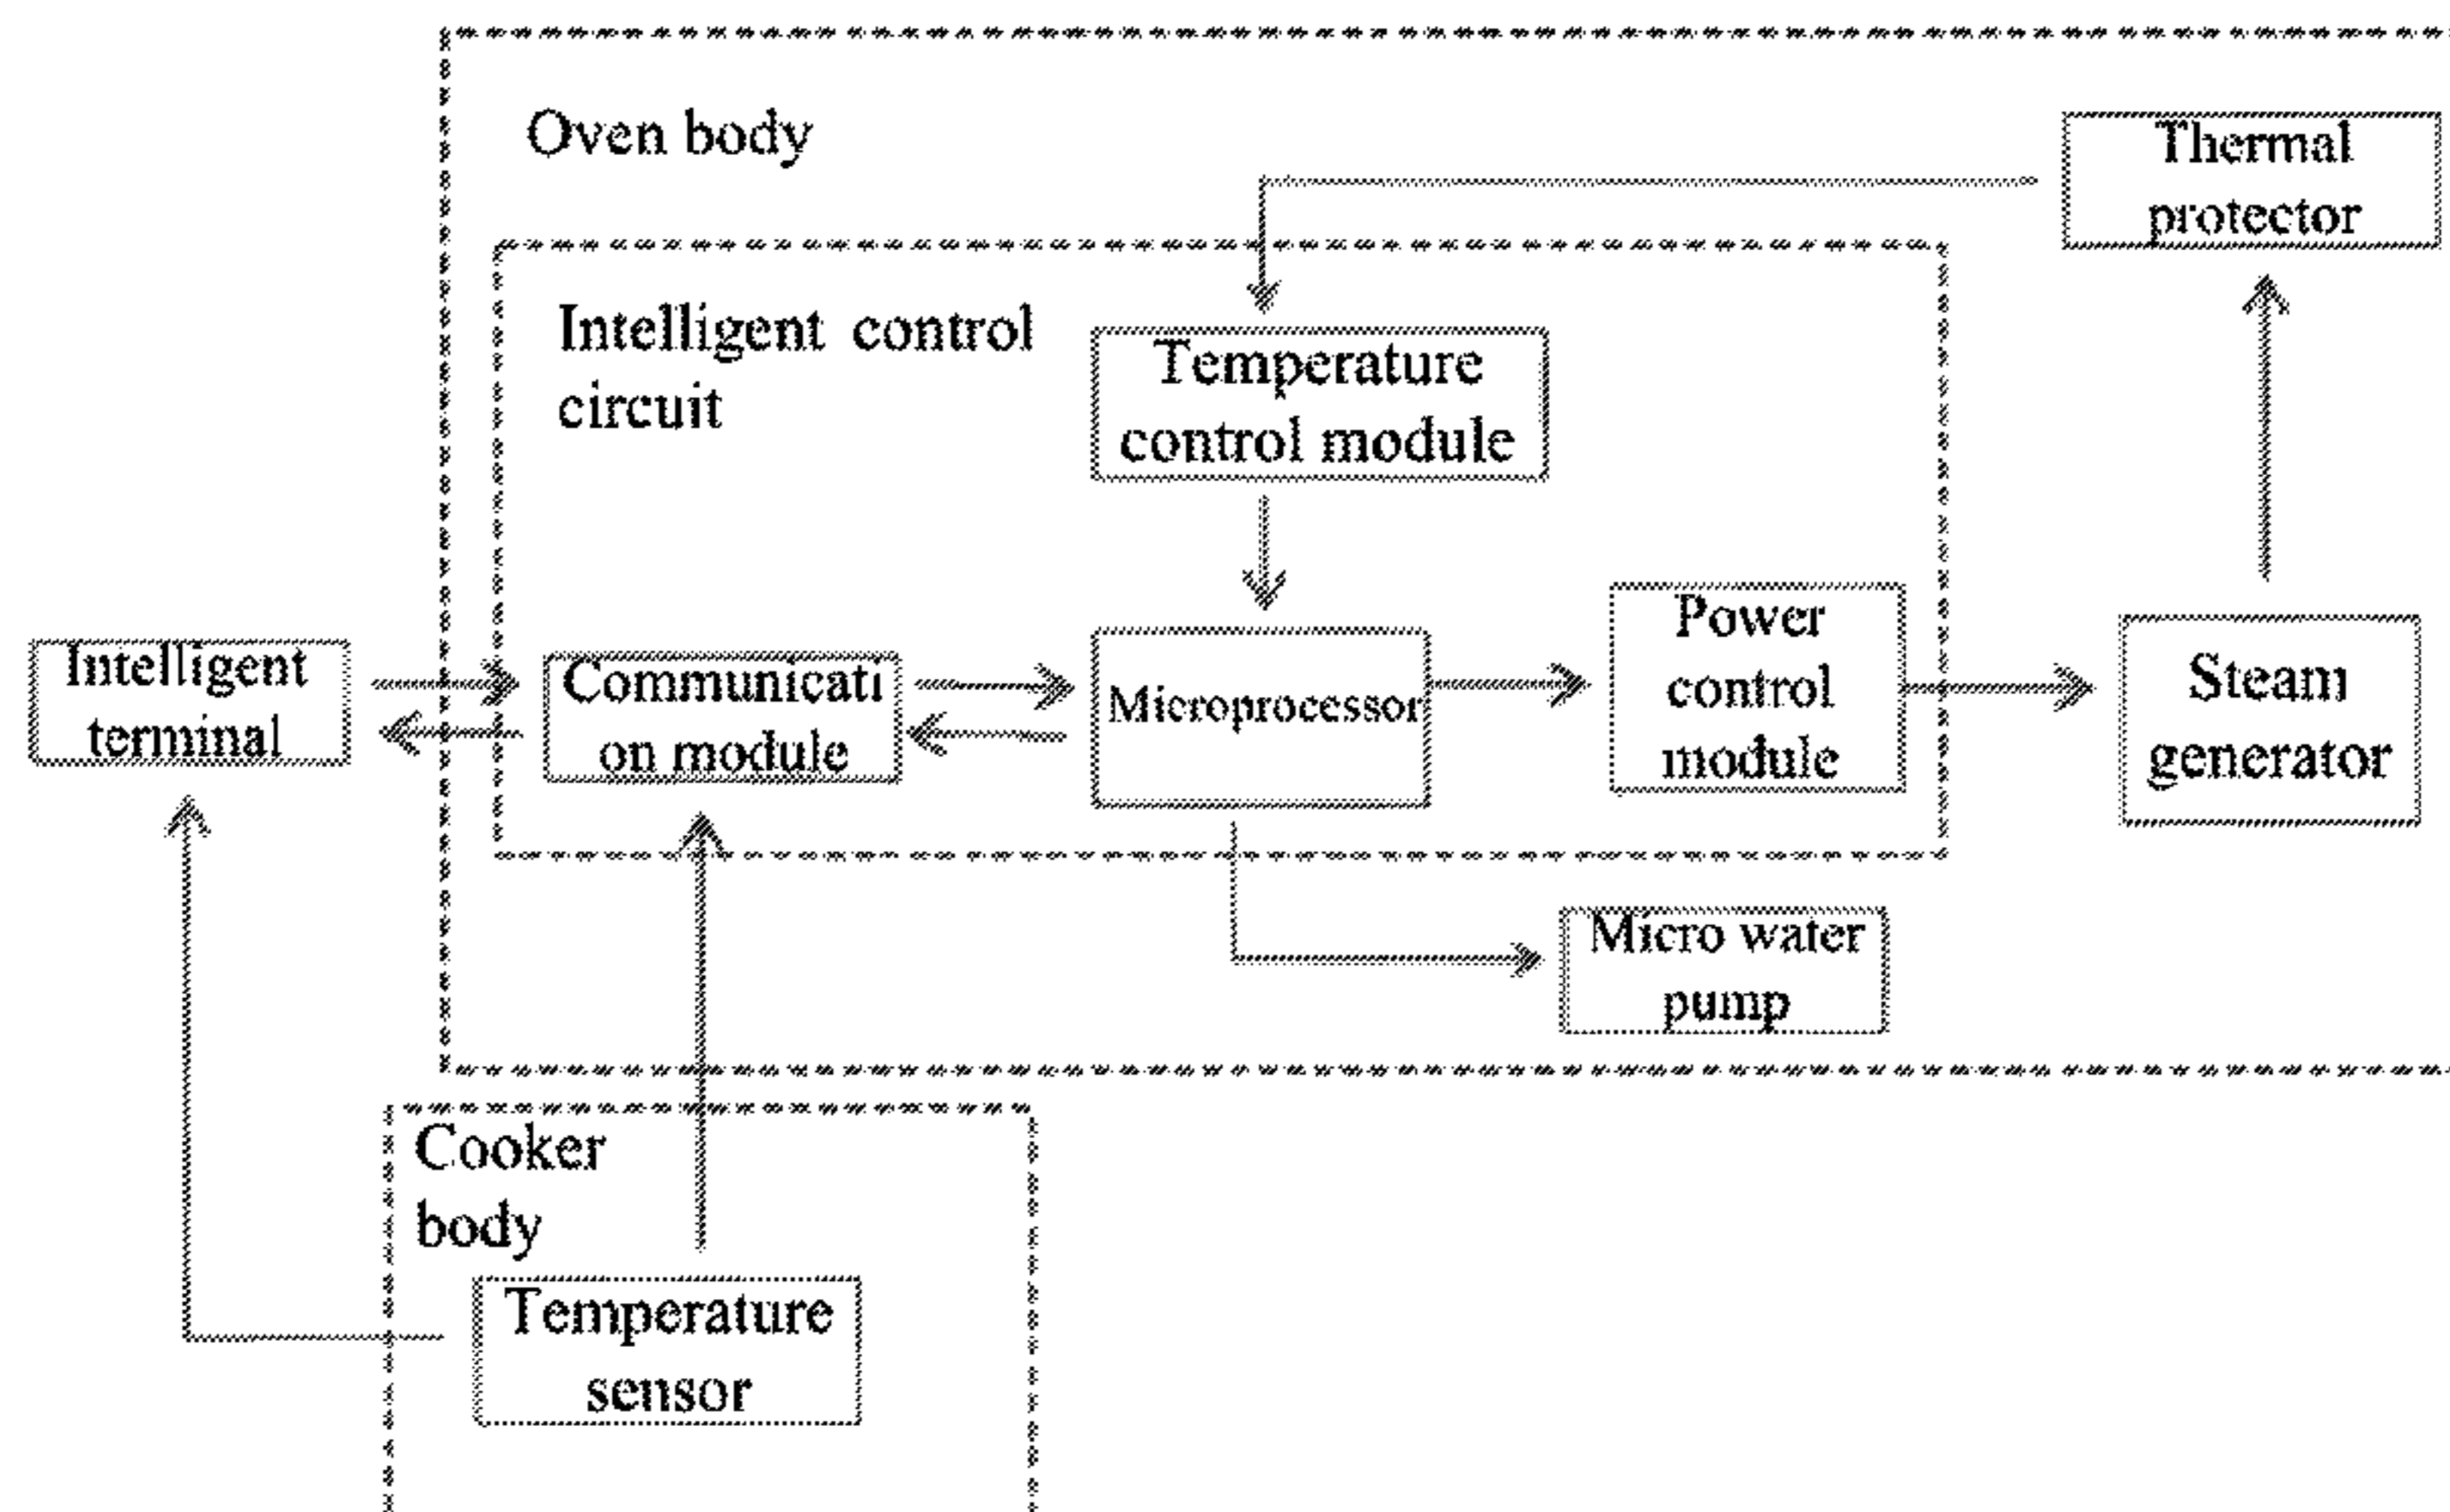 Oven body
Thermal
protector
Intelligent control
circuit
Temperature
control module
Intelligent
terminal
Communicati
on module
Microprocessor
Power
control
module
Steam
generator
Micro water
pump
Cooker
body
Temperature
sensor